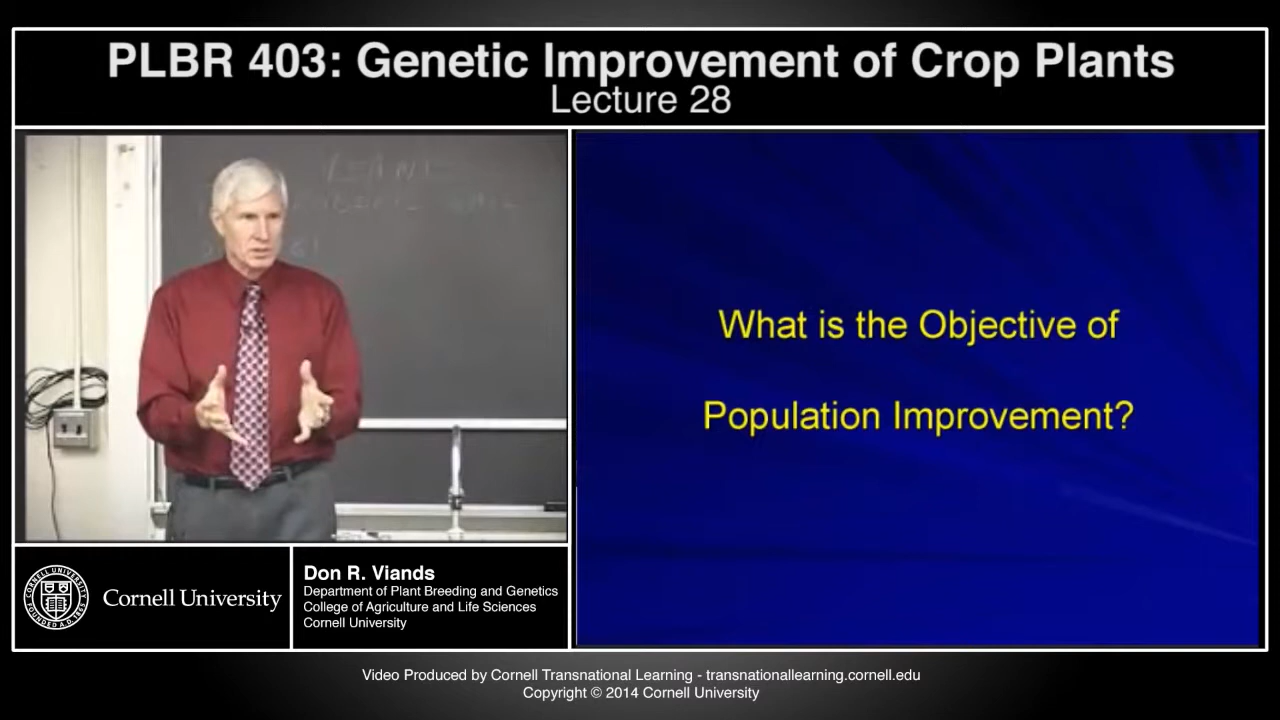 PLBR 403: Genetic Improvement of Crop Plants
Lecture 28
What is the Objective of
Population Improvement?
Cornell University
Don R. Viands
Department of Plant Breeding and Genetics
College of Agriculture and Life Sciences
Cornell University
Video Produced by Cornell Transnational Learning - transnationallearning.cornell.edu
Copyright © 2014 Cornell University